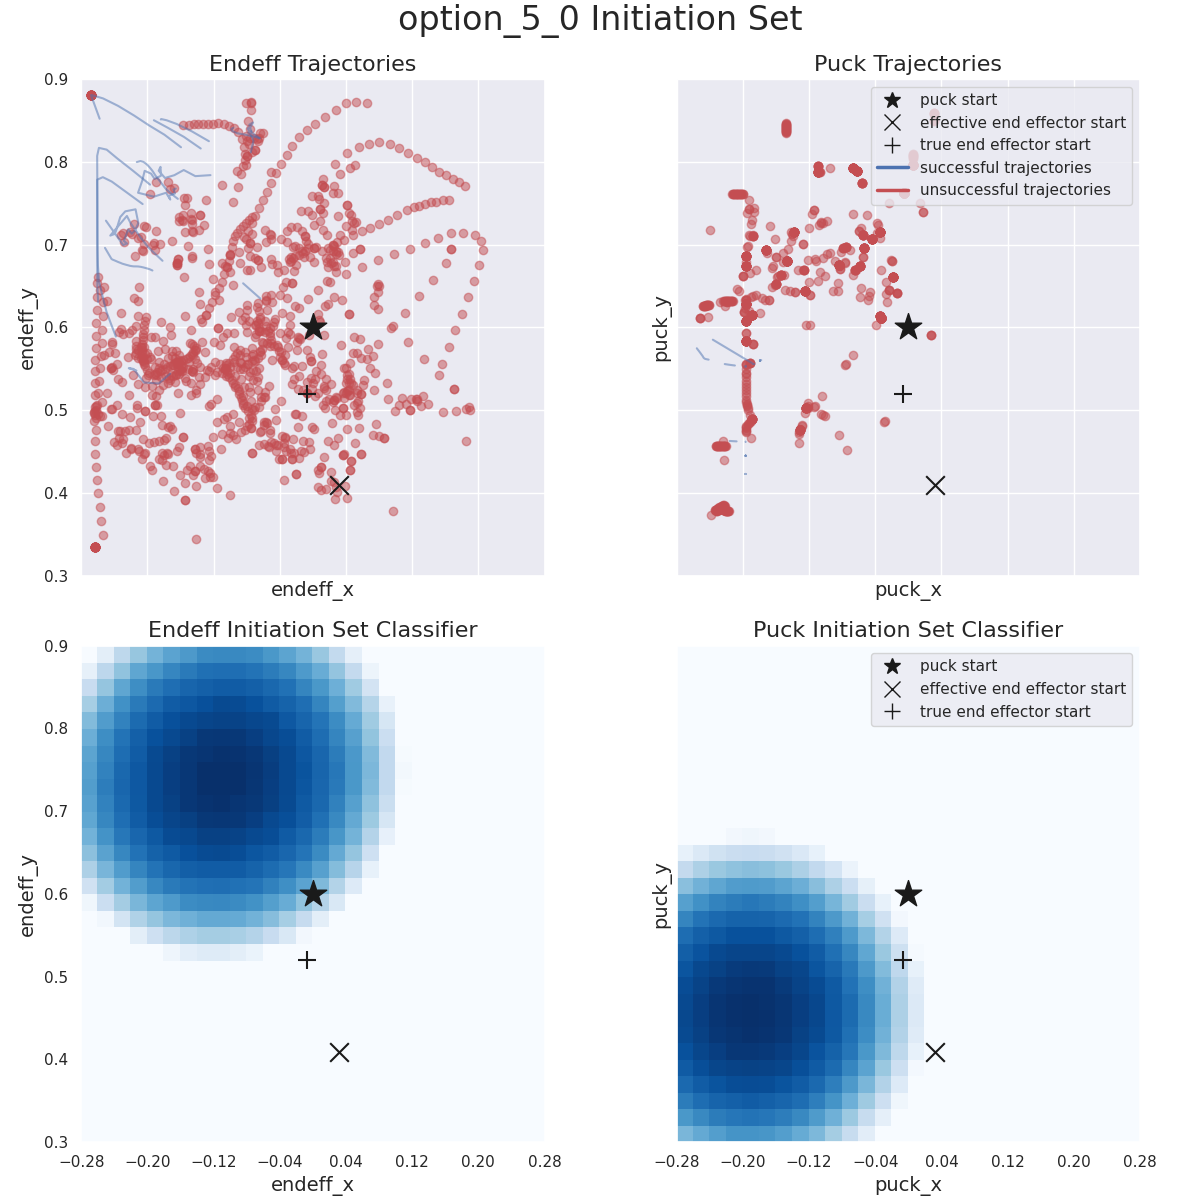 option_5_0 Initiation Set
Endeff Trajectories
Puck Trajectories
0.9
0.8
0.7
0.6
0.5
0.4
0.3
endeff_y
endeff_x
puck start
effective end effector start
true end effector start
successful trajectories
unsuccessful trajectories
puck_y
puck_x
Endeff Initiation Set Classifier
Puck Initiation Set Classifier
0.9
0.8
0.7
0.6
0.5
0.4
0.3
endeff_y
−0.28 −0.20 −0.12 −0.04 0.04 0.12 0.20 0.28
endeff_x
puck start
effective end effector start
true end effector start
puck_y
−0.28 −0.20 −0.12 −0.04 0.04 0.12 0.20 0.28
puck_x